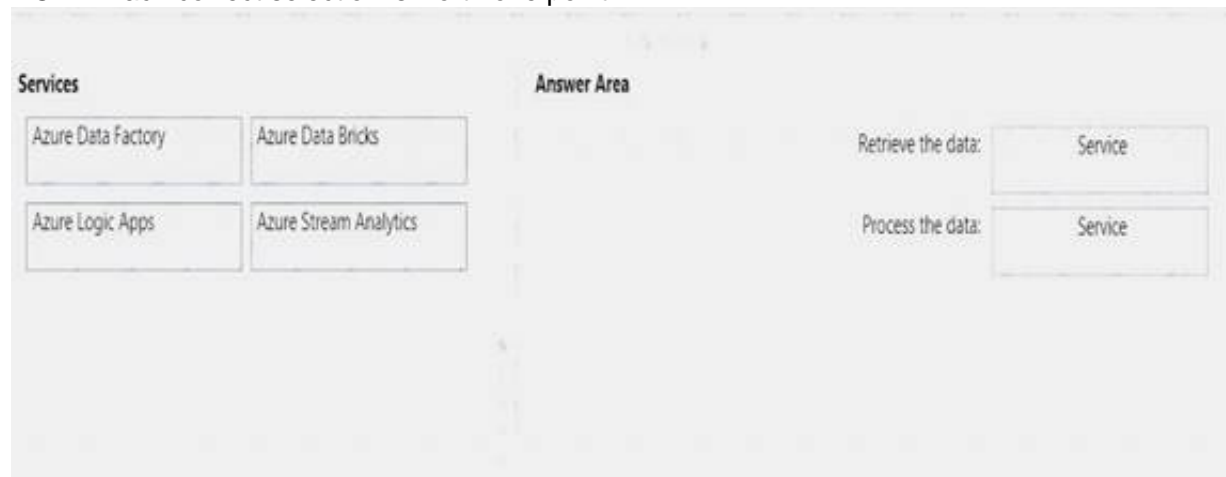 Services
Answer Area
Azure Data Factory
Azure Data Bricks
Retrieve the data:
Service
Azure Logic Apps
Azure Stream Analytics
Process the data:
Service